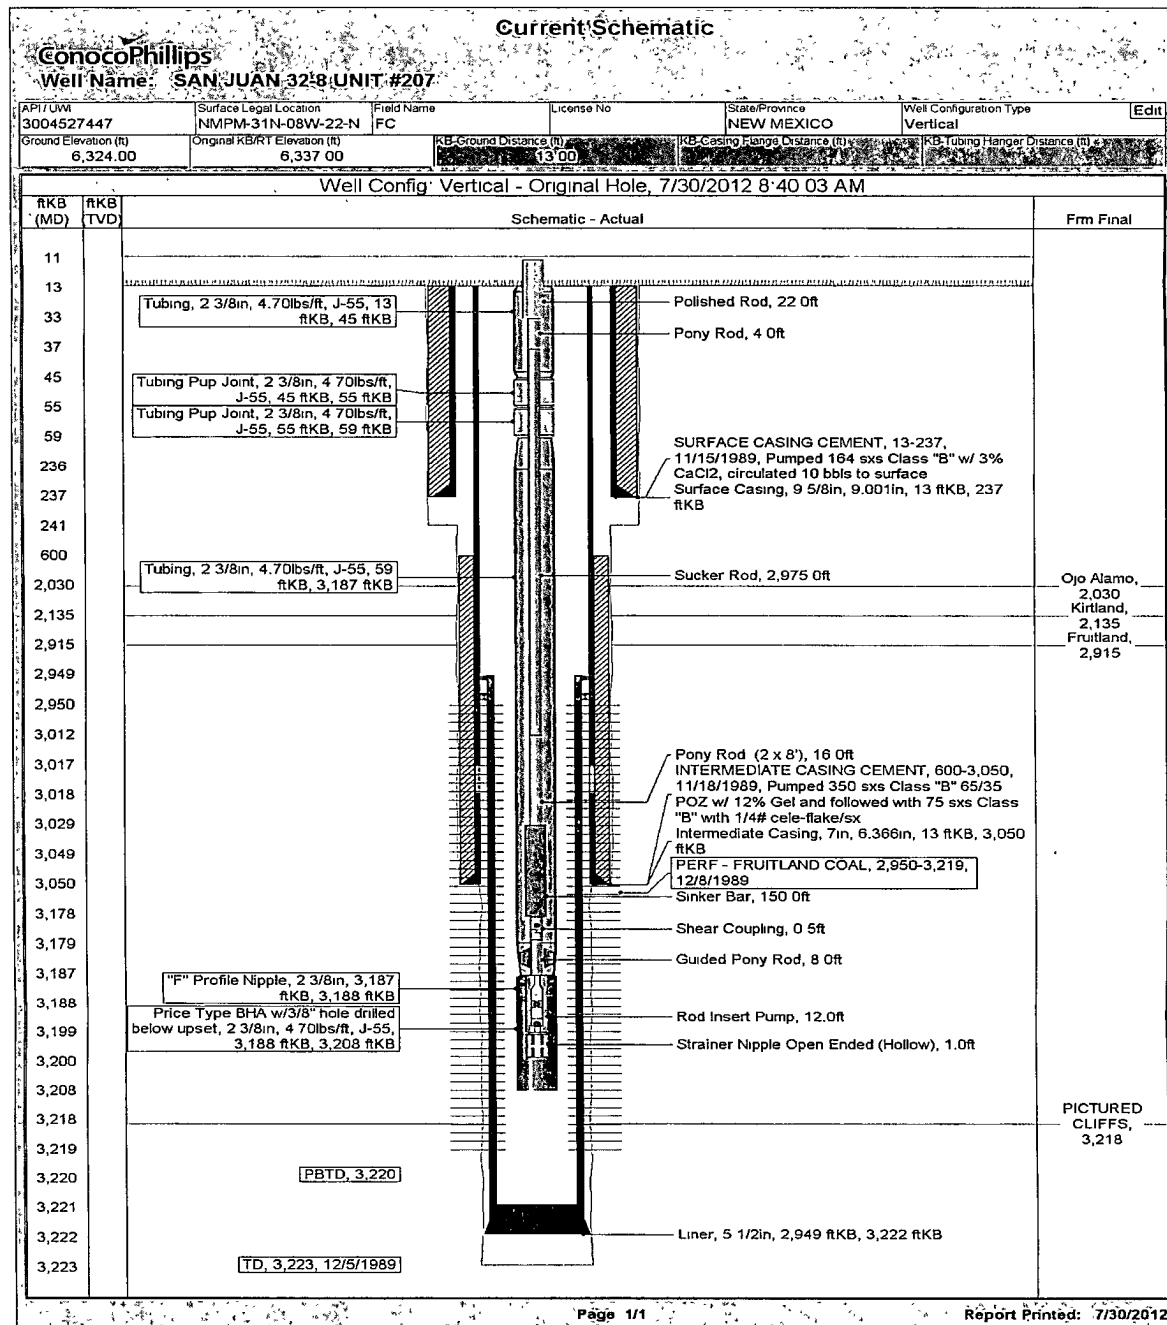 Current Schematic
ConocoPhillips
Well Name: SAN JUAN 32-8 UNIT #207
API / UWI Surface Legal Location Field Name License No State/Province Well Configuration Type Edit
3004527447 NMPM-31N-08W-22-N FC NEW MEXICO Vertical
Ground Elevation (ft) Original KB/RT Elevation (ft) KB-Ground Distance (ft) KB-Casing Flange Distance (ft) KB-Tubing Hanger Distance (ft)
6,324.00 6,337 00 13 00
Well Config: Vertical - Original Hole, 7/30/2012 8 40 03 AM
ftKB (MD) ftKB (TVD) Schematic - Actual Frm Final
11
13
33
37
45
55
59
236
237
241
600
2,030
2,135
2,915
2,949
2,950
3,012
3,017
3,018
3,029
3,049
3,050
3,178
3,179
3,187
3,188
3,199
3,200
3,208
3,218
3,219
3,220
3,221
3,222
3,223
Tubing, 2 3/8in, 4.70lbs/ft, J-55, 13
ftKB, 45 ftKB
Tubing Pup Joint, 2 3/8in, 4 70lbs/ft,
J-55, 45 ftKB, 55 ftKB
Tubing Pup Joint, 2 3/8in, 4 70lbs/ft,
J-55, 55 ftKB, 59 ftKB
Tubing, 2 3/8in, 4.70lbs/ft, J-55, 59
ftKB, 3,187 ftKB
"F" Profile Nipple, 2 3/8in, 3,187
ftKB, 3,188 ftKB
Price Type BHA w/3/8" hole drilled
below upset, 2 3/8in, 4 70lbs/ft, J-55,
3,188 ftKB, 3,208 ftKB
PBTD, 3,220
TD, 3,223, 12/5/1989
Polished Rod, 22 0ft
Pony Rod, 4 0ft
SURFACE CASING CEMENT, 13-237,
11/15/1989, Pumped 164 sxs Class "B" w/ 3%
CaCl2, circulated 10 bbls to surface
Surface Casing, 9 5/8in, 9.001in, 13 ftKB, 237
ftKB
Sucker Rod, 2,975 0ft
Pony Rod (2 x 8'), 16 0ft
INTERMEDIATE CASING CEMENT, 600-3,050,
11/18/1989, Pumped 350 sxs Class "B" 65/35
POZ w/ 12% Gel and followed with 75 sxs Class
"B" with 1/4# cele-flake/sx
Intermediate Casing, 7in, 6.366in, 13 ftKB, 3,050
ftKB
PERF - FRUITLAND COAL, 2,950-3,219,
12/8/1989
Sinker Bar, 150 0ft
Shear Coupling, 0 5ft
Guided Pony Rod, 8 0ft
Rod Insert Pump, 12.0ft
Strainer Nipple Open Ended (Hollow), 1.0ft
Liner, 5 1/2in, 2,949 ftKB, 3,222 ftKB
Ojo Alamo,
2,030
Kirtland,
2,135
Fruitland,
2,915
PICTURED
CLIFFS,
3,218
Page 1/1 Report Printed: 7/30/2012